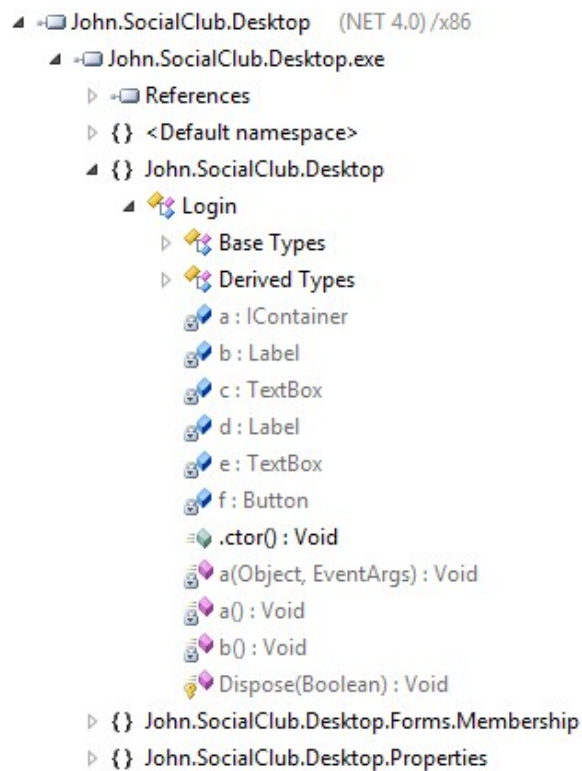 John.SocialClub.Desktop (NET 4.0) /x86
John.SocialClub.Desktop.exe
References
{} <Default namespace>
{} John.SocialClub.Desktop
Login
Base Types
Derived Types
a : IContainer
b : Label
c : TextBox
d : Label
e : TextBox
f : Button
.ctor() : Void
a(Object, EventArgs) : Void
a() : Void
b() : Void
Dispose(Boolean) : Void
{} John.SocialClub.Desktop.Forms.Membership
{} John.SocialClub.Desktop.Properties